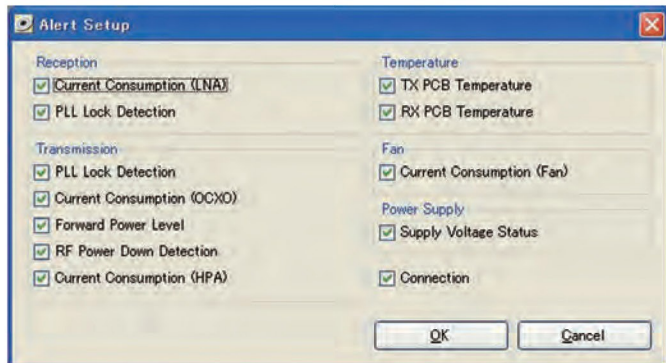 Alert Setup
Reception
Current Consumption (LNA)
PLL Lock Detection
Transmission
PLL Lock Detection
Current Consumption (OCXO)
Forward Power Level
RF Power Down Detection
Current Consumption (HPA)
Temperature
TX PCB Temperature
RX PCB Temperature
Fan
Current Consumption (Fan)
Power Supply
Supply Voltage Status
Connection
OK
Cancel